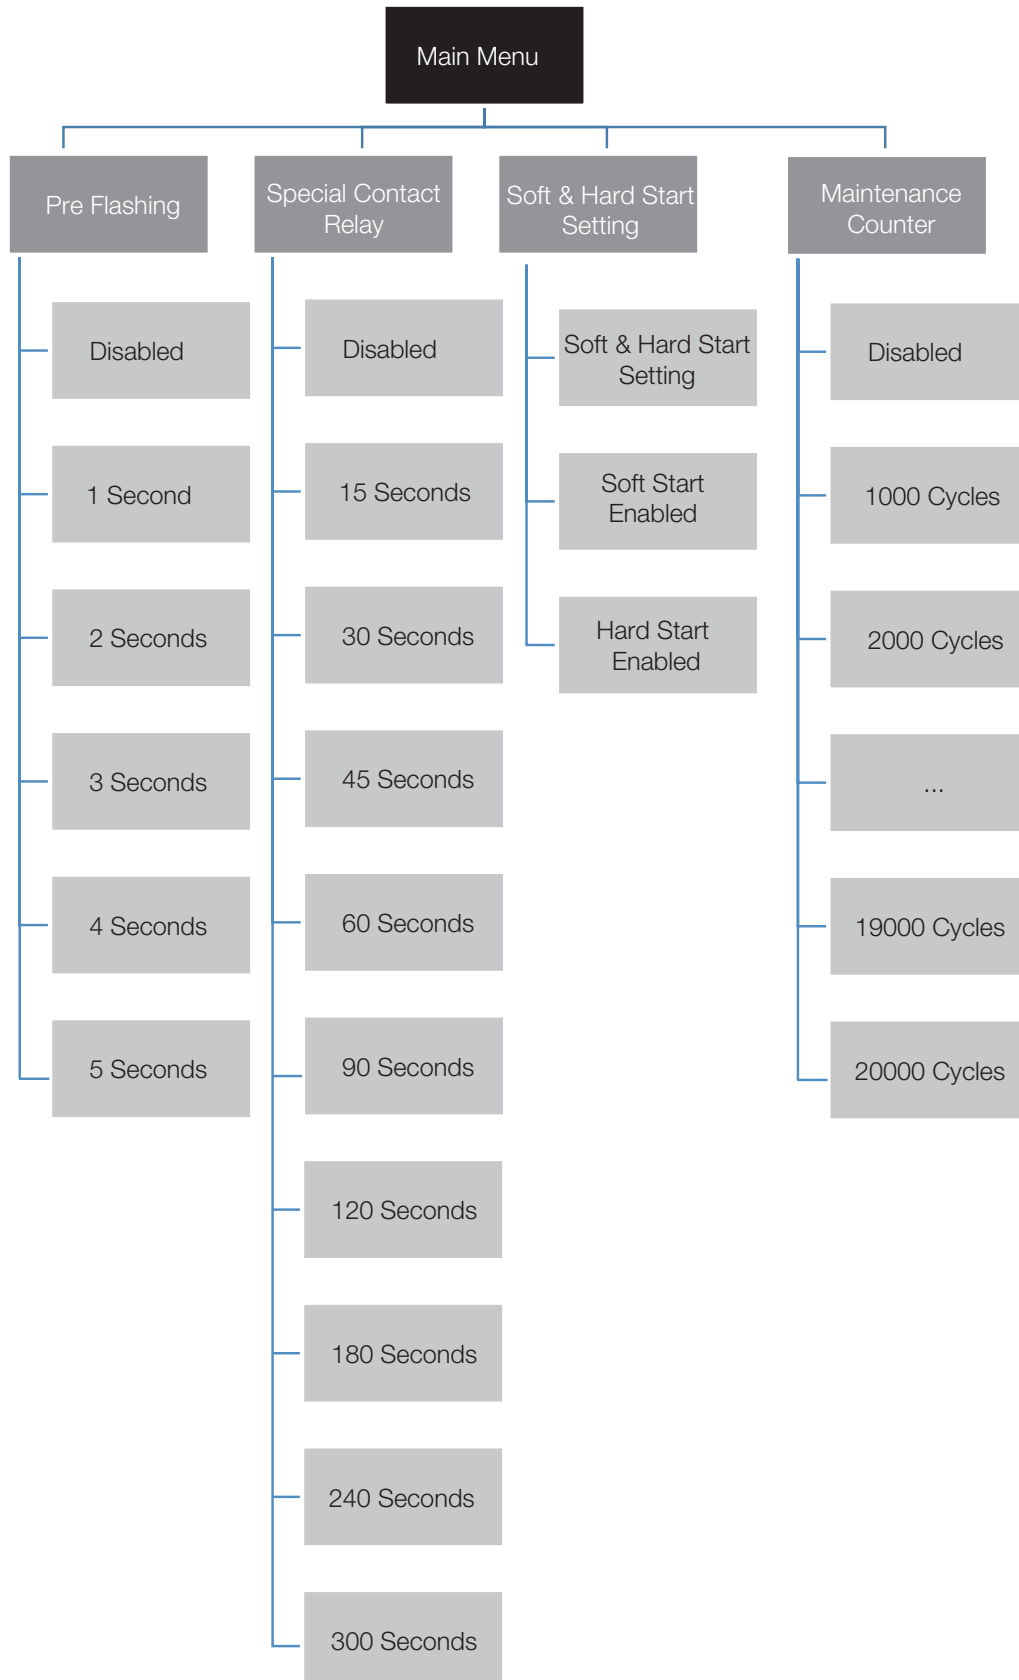 Main Menu
Pre Flashing
Special Contact
Relay
Soft & Hard Start
Setting
Maintenance
Counter
Disabled
1 Second
2 Seconds
3 Seconds
4 Seconds
5 Seconds
Disabled
15 Seconds
30 Seconds
45 Seconds
60 Seconds
90 Seconds
120 Seconds
180 Seconds
240 Seconds
300 Seconds
Soft & Hard Start
Setting
Soft Start
Enabled
Hard Start
Enabled
Disabled
1000 Cycles
2000 Cycles
...
19000 Cycles
20000 Cycles